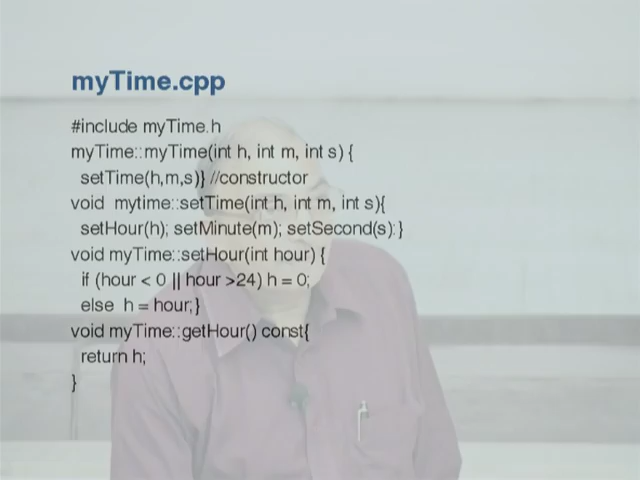 myTime.cpp
#include myTime.h
myTime::myTime(int h, int m, int s) {
setTime(h,m,s)} //constructor
void mytime::setTime(int h, int m, int s){
setHour(h); setMinute(m); setSecond(s);}
void myTime::setHour(int hour) {
if (hour < 0 || hour >24) h = 0;
else h = hour;}
void myTime::getHour() const{
return h;
}